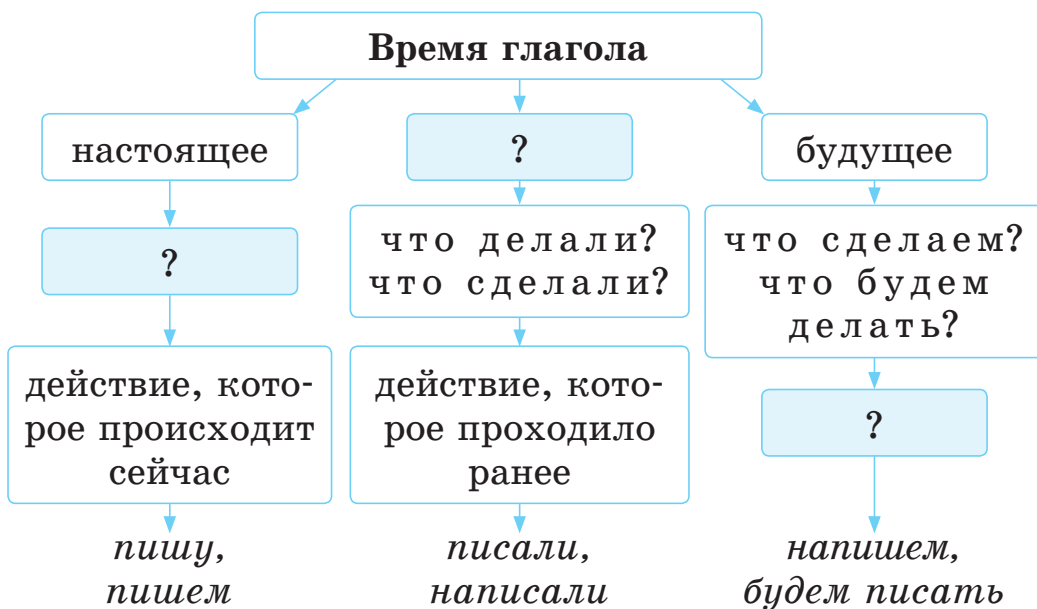 Время глагола
настоящее
?
действие, кото-
рое происходит
сейчас
пишу,
пишем
?
что делали?
что сделали?
действие, кото-
рое проходило
ранее
писали,
написали
будущее
что сделаем?
что будем
делать?
?
напишем,
будем писать